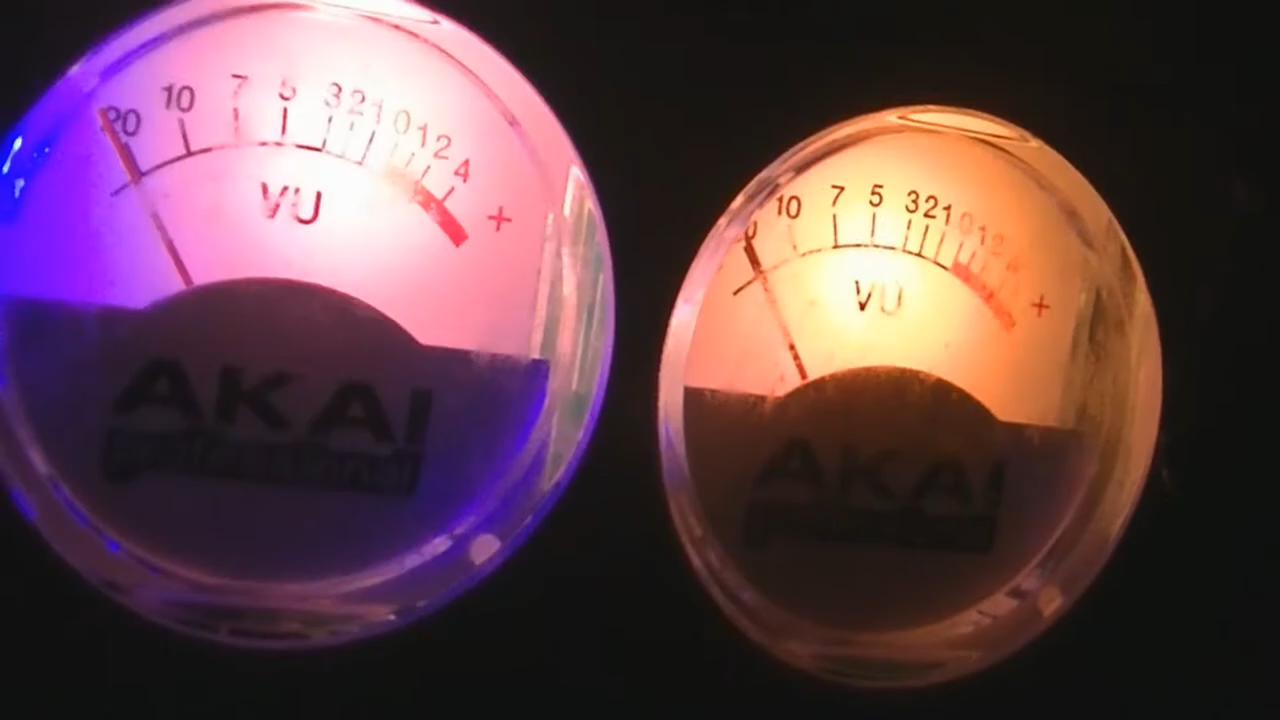 20 10 7 5 3 2 1 0 1 2 4
+
VU
AKAI
professional
10 7 5 3 2 1 0 1 2
+
VU
AKAI